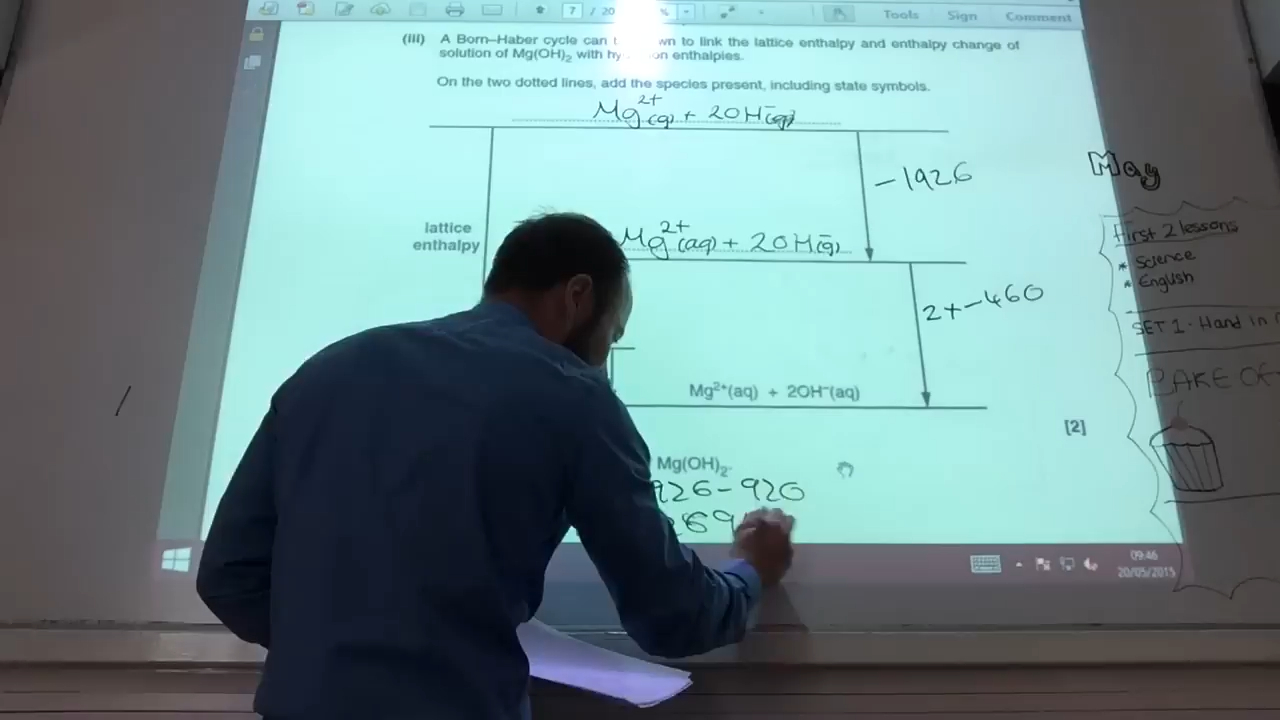 7 / 20
%
Tools
Sign
Comment
(iii) A Born–Haber cycle can wn to link the lattice enthalpy and enthalpy change of
solution of Mg(OH)₂ with hy on enthalpies.
On the two dotted lines, add the species present, including state symbols.
Mg²⁺(g) + 2OH⁻(g)
-1926
lattice
enthalpy
Mg²⁺(aq) + 2OH⁻(g)
2x-460
Mg²⁺(aq) + 2OH⁻(aq)
[2]
Mg(OH)₂
926-920
09:46
20/05/2015
May
First 2 lessons
* Science
* English
SET 1 - Hand in
BAKE OF